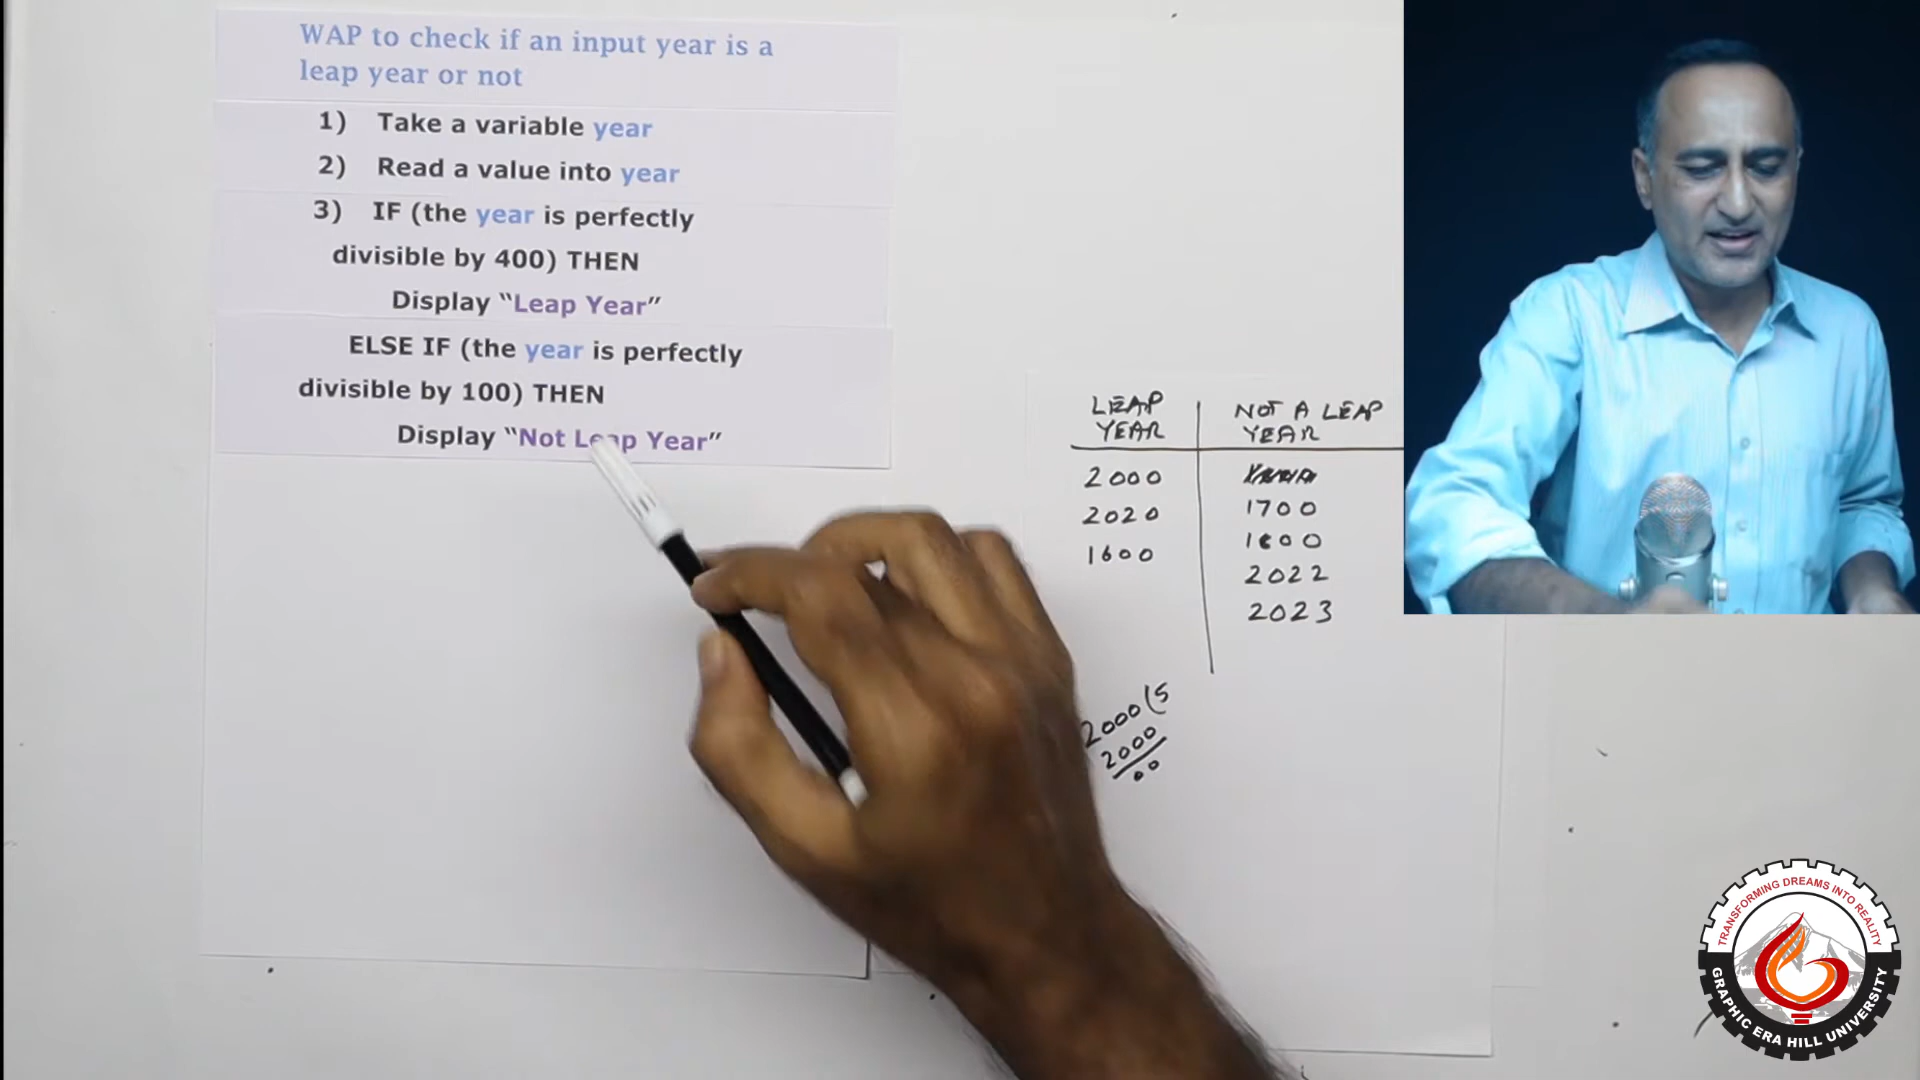 WAP to check if an input year is a
leap year or not
1) Take a variable year
2) Read a value into year
3) IF (the year is perfectly
divisible by 400) THEN
Display “Leap Year”
ELSE IF (the year is perfectly
divisible by 100) THEN
Display “Not Leap Year”
LEAP
YEAR
NOT A LEAP
YEAR
2000
2020
1600
1700
2022
2023
2000(5
2000
00
TRANSFORMING DREAMS INTO REALITY
GRAPHIC ERA HILL UNIVERSITY